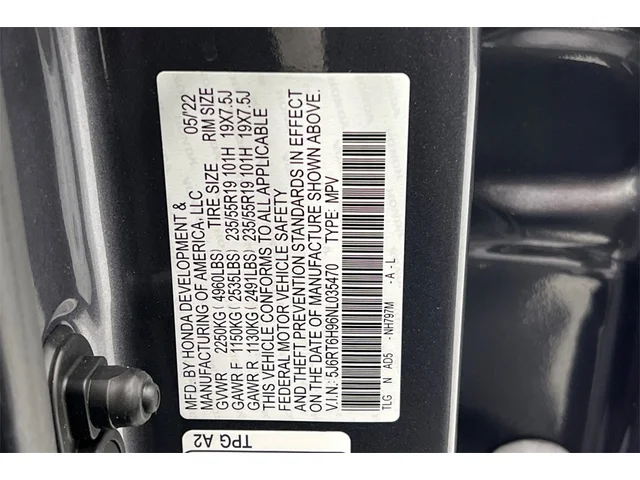 MFD. BY HONDA DEVELOPMENT &
MANUFACTURING OF AMERICA, LLC 05/'22
GVWR 2250KG ( 4960LBS) TIRE SIZE RIM SIZE
GAWR F 1150KG ( 2535LBS) 235/55R19 101H 19X7.5J
GAWR R 1130KG ( 2491LBS) 235/55R19 101H 19X7.5J
THIS VEHICLE CONFORMS TO ALL APPLICABLE
FEDERAL MOTOR VEHICLE SAFETY
AND THEFT PREVENTION STANDARDS IN EFFECT
ON THE DATE OF MANUFACTURE SHOWN ABOVE.
V.I.N: 5J6RT6H96NL035470 TYPE: MPV
TLG N AD5 - NH797M - A - L
TPG A2